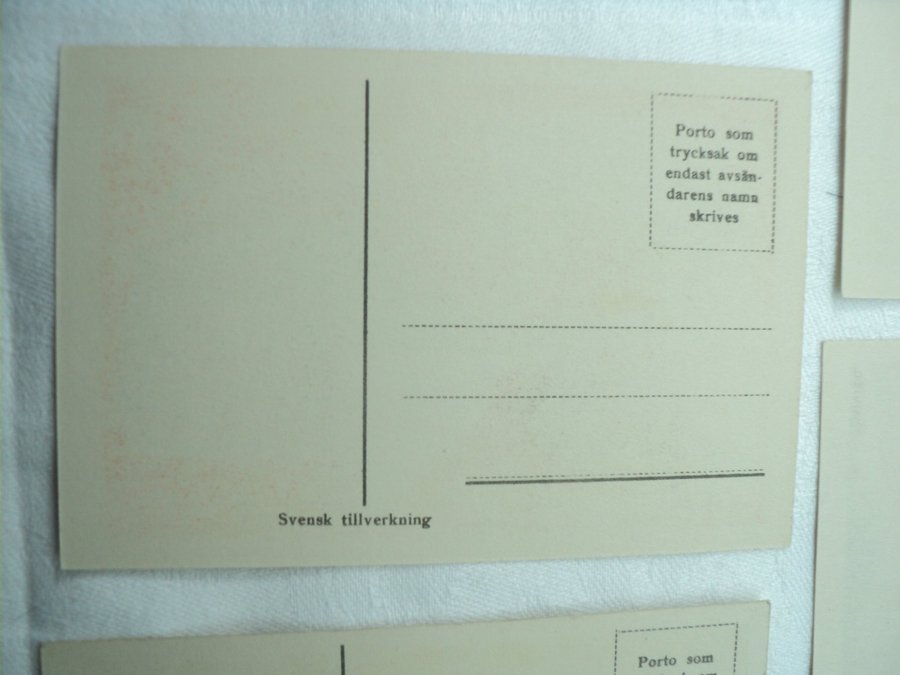 Porto som
trycksak om
endast avsän-
darens namn
skrives
Svensk tillverkning
Porto som